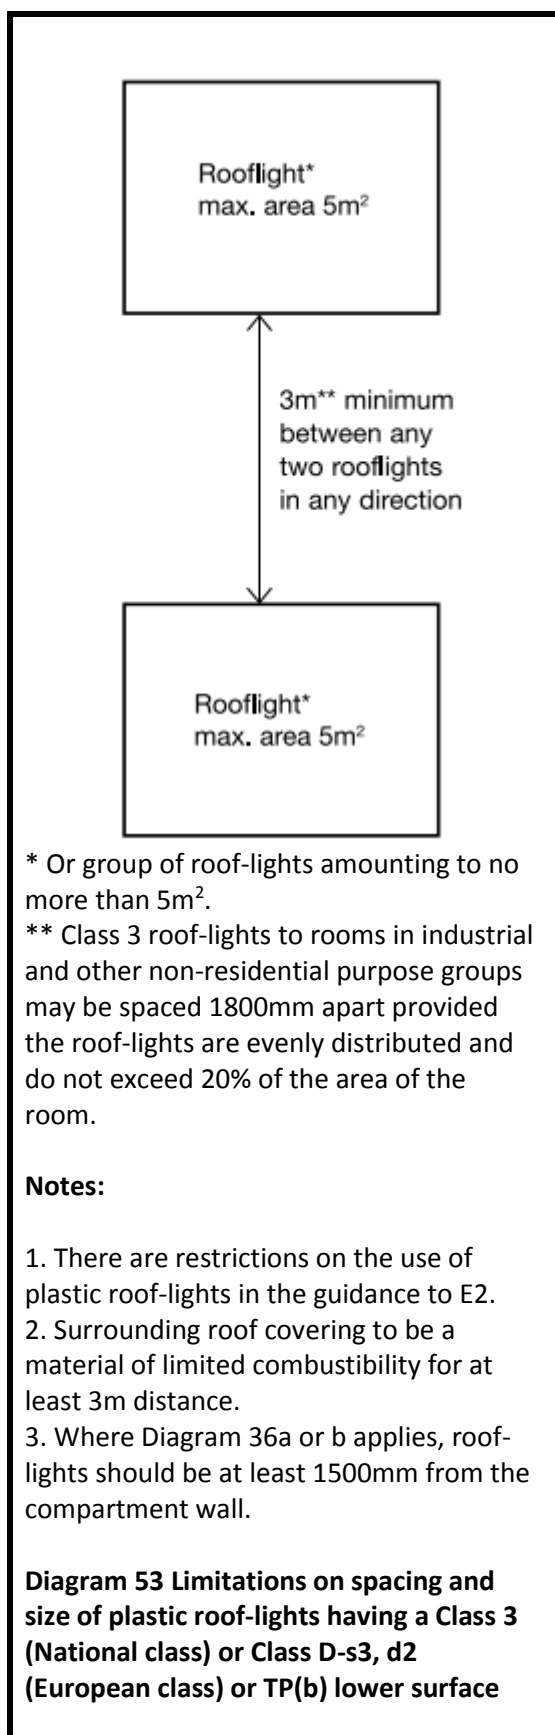 Rooflight*
max. area 5m²
3m** minimum
between any
two rooflights
in any direction
Rooflight*
max. area 5m²
* Or group of roof-lights amounting to no
more than 5m².
** Class 3 roof-lights to rooms in industrial
and other non-residential purpose groups
may be spaced 1800mm apart provided
the roof-lights are evenly distributed and
do not exceed 20% of the area of the
room.
Notes:
1. There are restrictions on the use of
plastic roof-lights in the guidance to E2.
2. Surrounding roof covering to be a
material of limited combustibility for at
least 3m distance.
3. Where Diagram 36a or b applies, roof-
lights should be at least 1500mm from the
compartment wall.
Diagram 53 Limitations on spacing and
size of plastic roof-lights having a Class 3
(National class) or Class D-s3, d2
(European class) or TP(b) lower surface